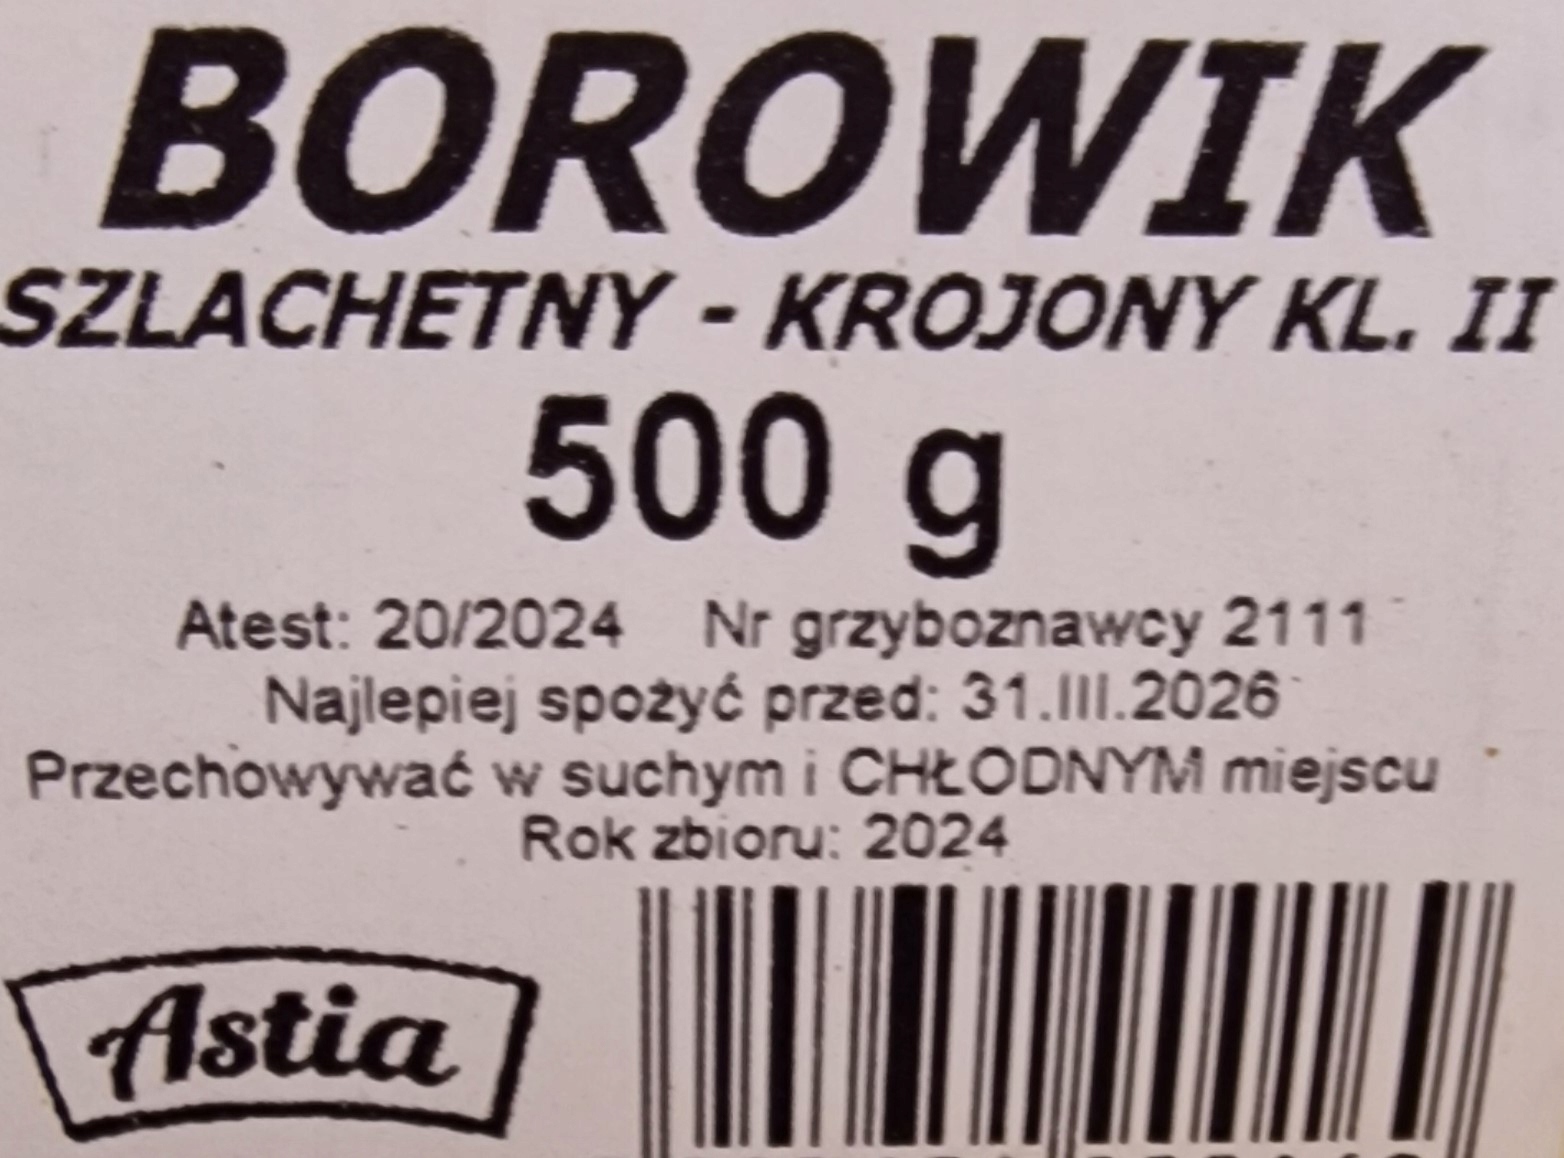 BOROWIK
SZLACHETNY - KROJONY KL. II
500 g
Atest: 20/2024 Nr grzyboznawcy 2111
Najlepiej spożyć przed: 31.III.2026
Przechowywać w suchym i CHŁODNYM miejscu
Rok zbioru: 2024
Astia